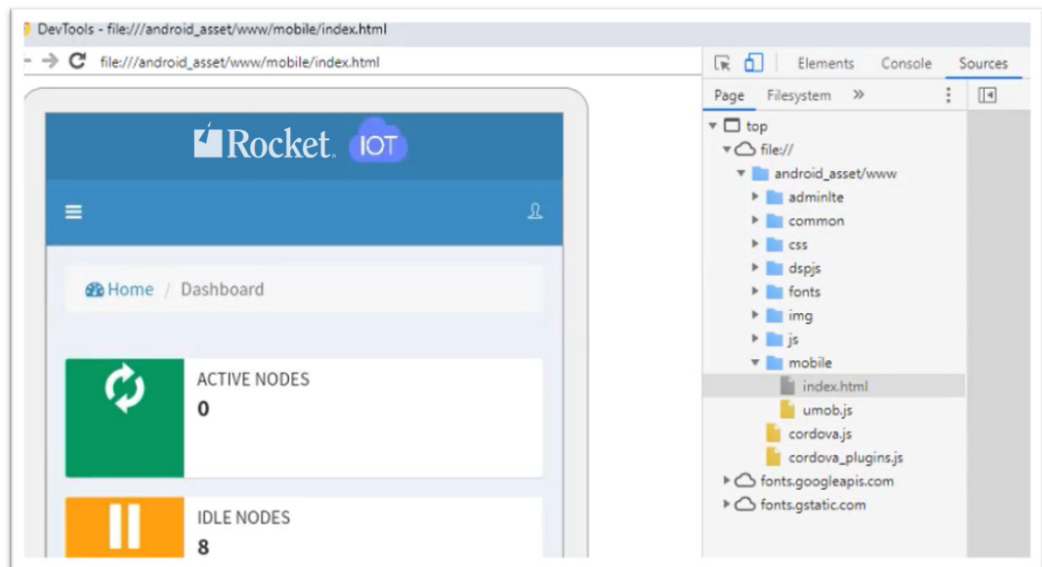 DevTools - file:///android_asset/www/mobile/index.html
file:///android_asset/www/mobile/index.html
Elements Console Sources
Page Filesystem »
Rocket. IOT
Home / Dashboard
ACTIVE NODES
0
IDLE NODES
8
top
file://
android_asset/www
adminlte
common
css
dspjs
fonts
img
js
mobile
index.html
umob.js
cordova.js
cordova_plugins.js
fonts.googleapis.com
fonts.gstatic.com